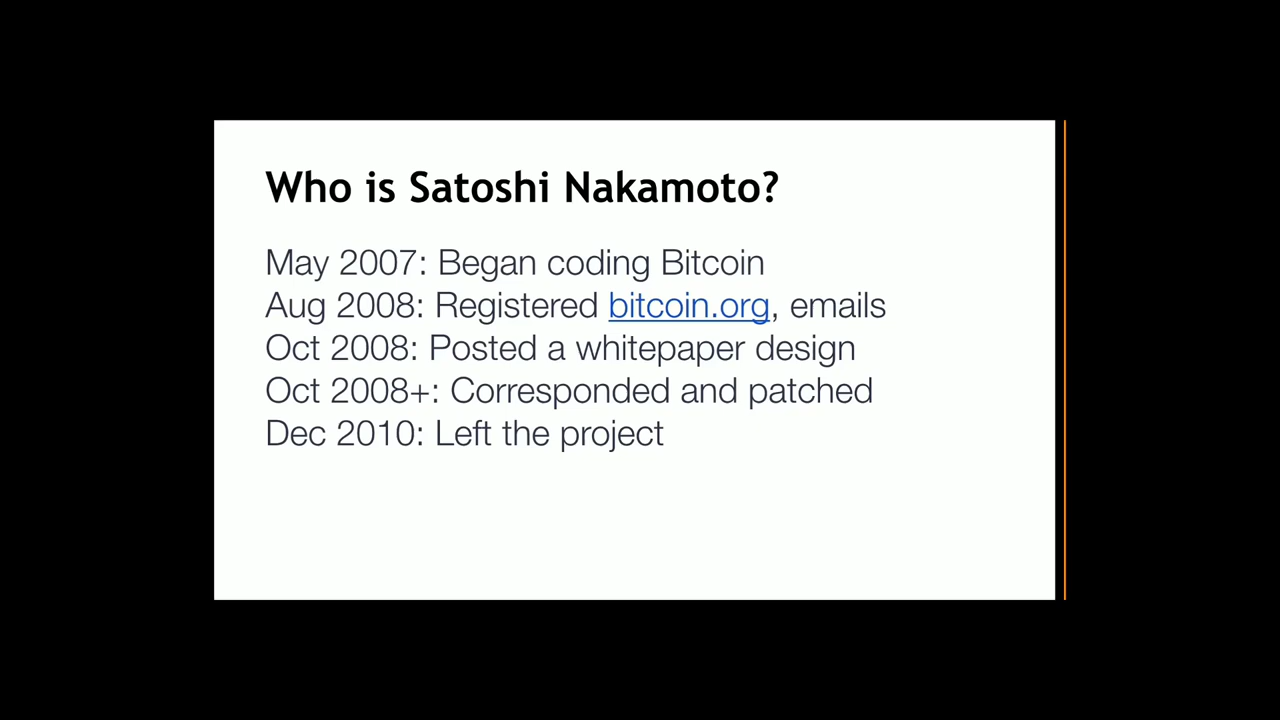 Who is Satoshi Nakamoto?
May 2007: Began coding Bitcoin
Aug 2008: Registered bitcoin.org, emails
Oct 2008: Posted a whitepaper design
Oct 2008+: Corresponded and patched
Dec 2010: Left the project